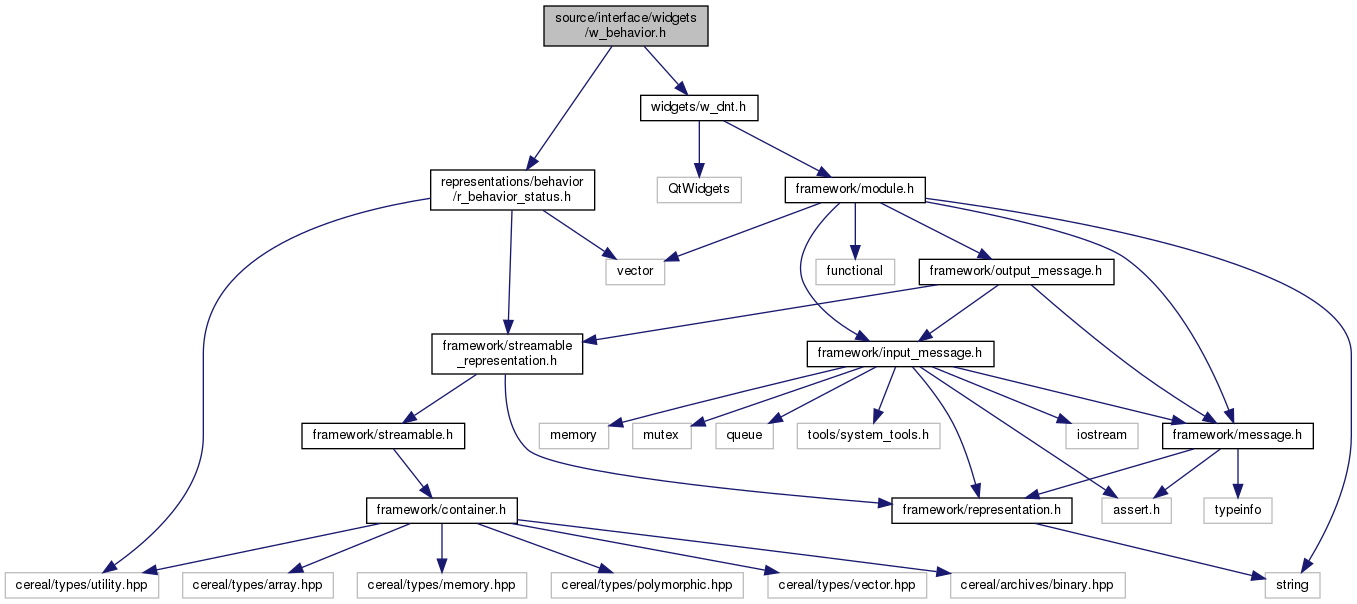 source/interface/widgets
/w_behavior.h
widgets/w_dnt.h
representations/behavior
/r_behavior_status.h
QtWidgets
framework/module.h
vector
functional
framework/output_message.h
framework/streamable
_representation.h
framework/input_message.h
framework/streamable.h
memory
mutex
queue
tools/system_tools.h
iostream
framework/message.h
framework/container.h
framework/representation.h
assert.h
typeinfo
cereal/types/utility.hpp
cereal/types/array.hpp
cereal/types/memory.hpp
cereal/types/polymorphic.hpp
cereal/types/vector.hpp
cereal/archives/binary.hpp
string